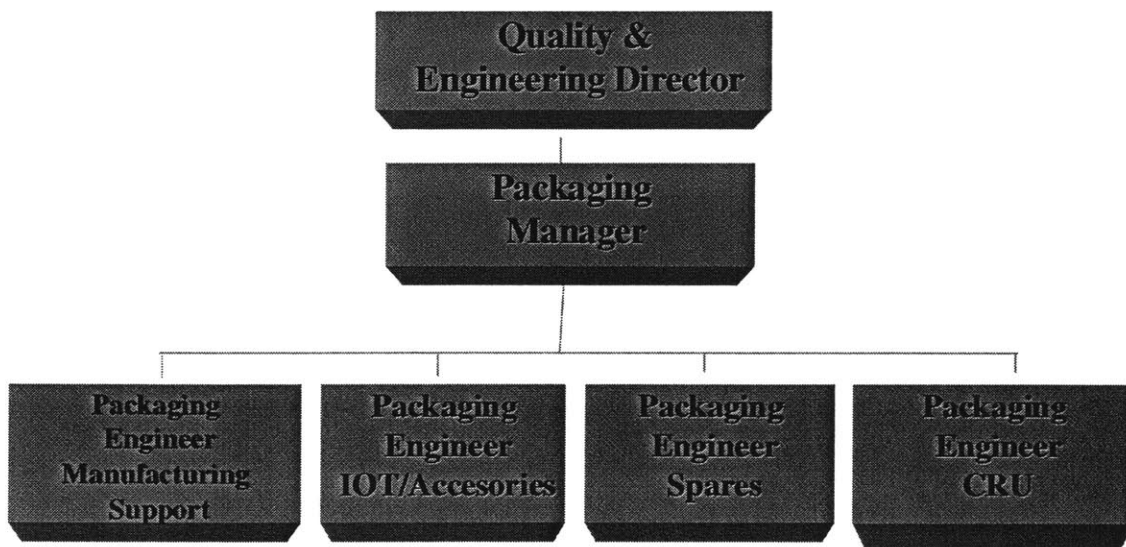 Quality &
Engineering Director
Packaging
Manager
Packaging
Engineer
Manufacturing
Support
Packaging
Engineer
IOT/Accesories
Packaging
Engineer
Spares
Packaging
Engineer
CRU